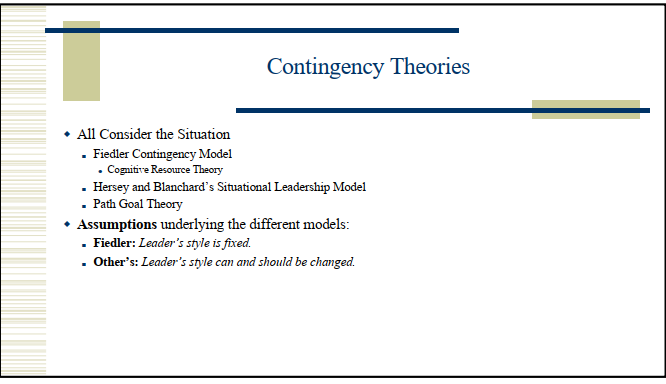 Contingency Theories
All Consider the Situation
Fiedler Contingency Model
Cognitive Resource Theory
Hersey and Blanchard's Situational Leadership Model
Path Goal Theory
Assumptions underlying the different models:
Fiedler: Leader's style is fixed.
Other's: Leader's style can and should be changed.